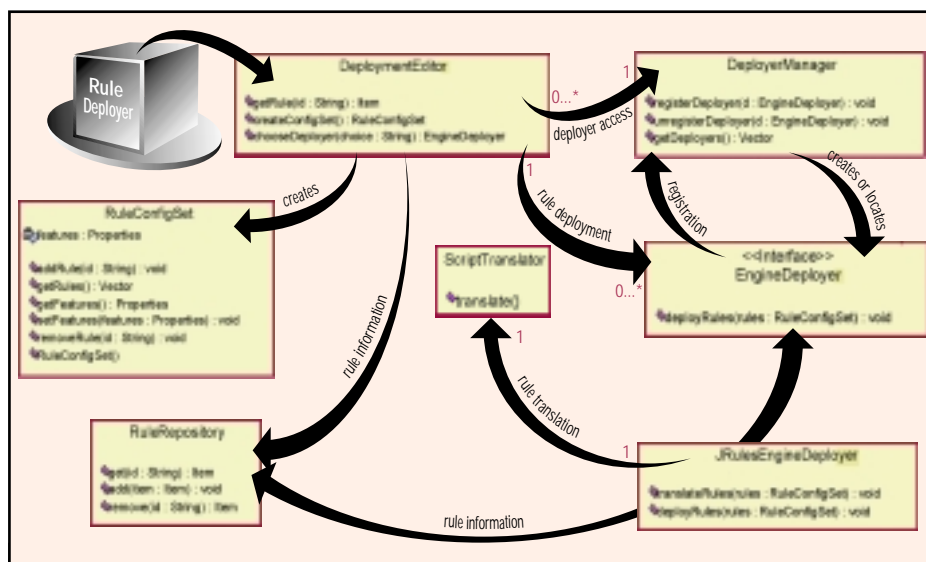 Rule
Deployer
DeploymentEditor
getRule(id : String) : Item
createConfigSet() : RuleConfigSet
chooseDeployer(choice : String) : EngineDeployer
DeployerManager
registerDeployer(d : EngineDeployer) : void
unregisterDeployer(d : EngineDeployer) : void
getDeployers() : Vector
1
0...*
deployer access
creates or locates
creates
1
rule deployment
registration
RuleConfigSet
features : Properties
addRule(id : String) : void
getRules() : Vector
getFeatures() : Properties
setFeatures(features : Properties) : void
removeRule(id : String) : void
RuleConfigSet()
ScriptTranslator
translate()
<<Interface>>
EngineDeployer
deployRules(rules : RuleConfigSet) : void
0...*
rule information
1
rule translation
1
RuleRepository
get(id : String) : Item
add(item : Item) : void
remove(id : String) : Item
JRulesEngineDeployer
translateRules(rules : RuleConfigSet) : void
deployRules(rules : RuleConfigSet) : void
rule information